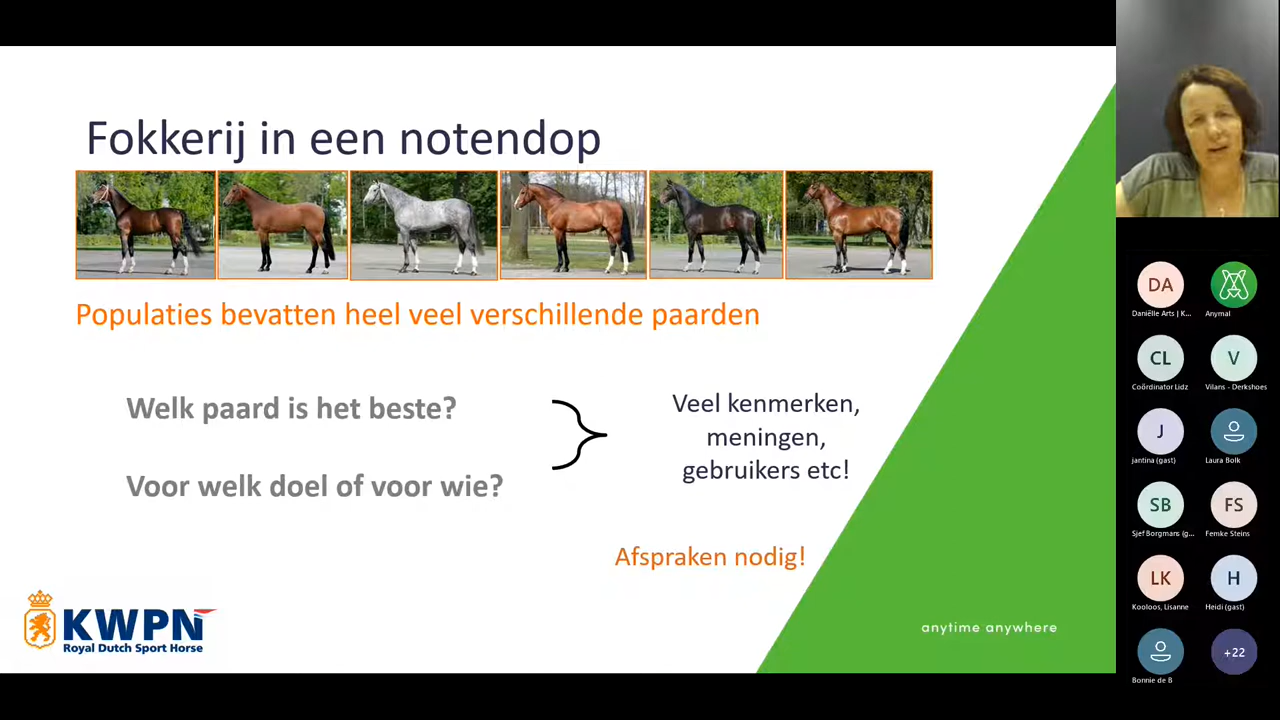 Fokkerij in een notendop
Populaties bevatten heel veel verschillende paarden
Welk paard is het beste?
Voor welk doel of voor wie?
Veel kenmerken,
meningen,
gebruikers etc!
Afspraken nodig!
KWPN
Royal Dutch Sport Horse
anytime anywhere
DA
Daniëlle Arts | K...
Anymal
CL
Coördinator Lidz
V
Vilans - Derkshoes
J
jantina (gast)
Laura Bolk
SB
Sjef Borgmans (g...
FS
Femke Steins
LK
Kooloos, Lisanne
H
Heidi (gast)
Bonnie de B
+22